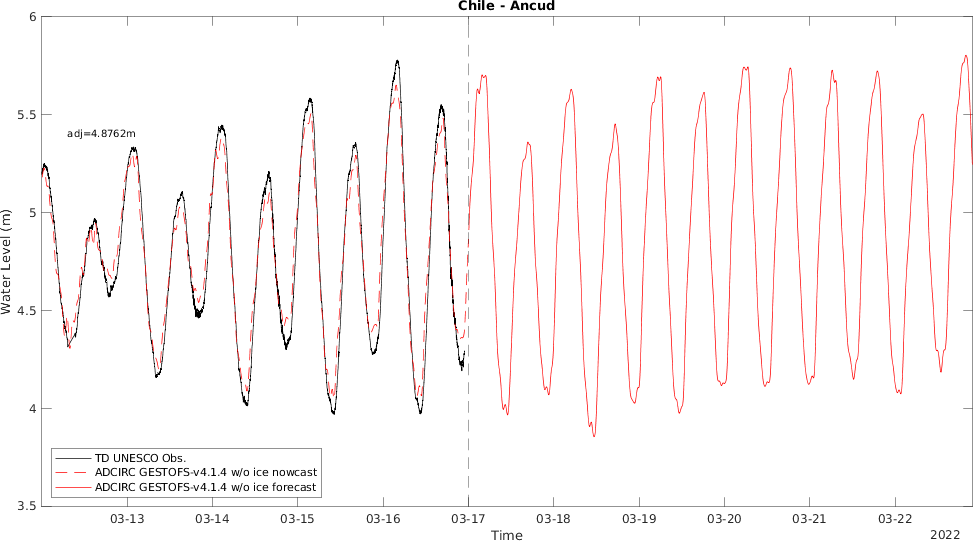 Chile - Ancud
6
5.5
5
4.5
4
3.5
Water Level (m)
adj=4.8762m
TD UNESCO Obs.
ADCIRC GESTOFS-v4.1.4 w/o ice nowcast
ADCIRC GESTOFS-v4.1.4 w/o ice forecast
03-13 03-14 03-15 03-16 03-17 03-18 03-19 03-20 03-21 03-22
Time
2022